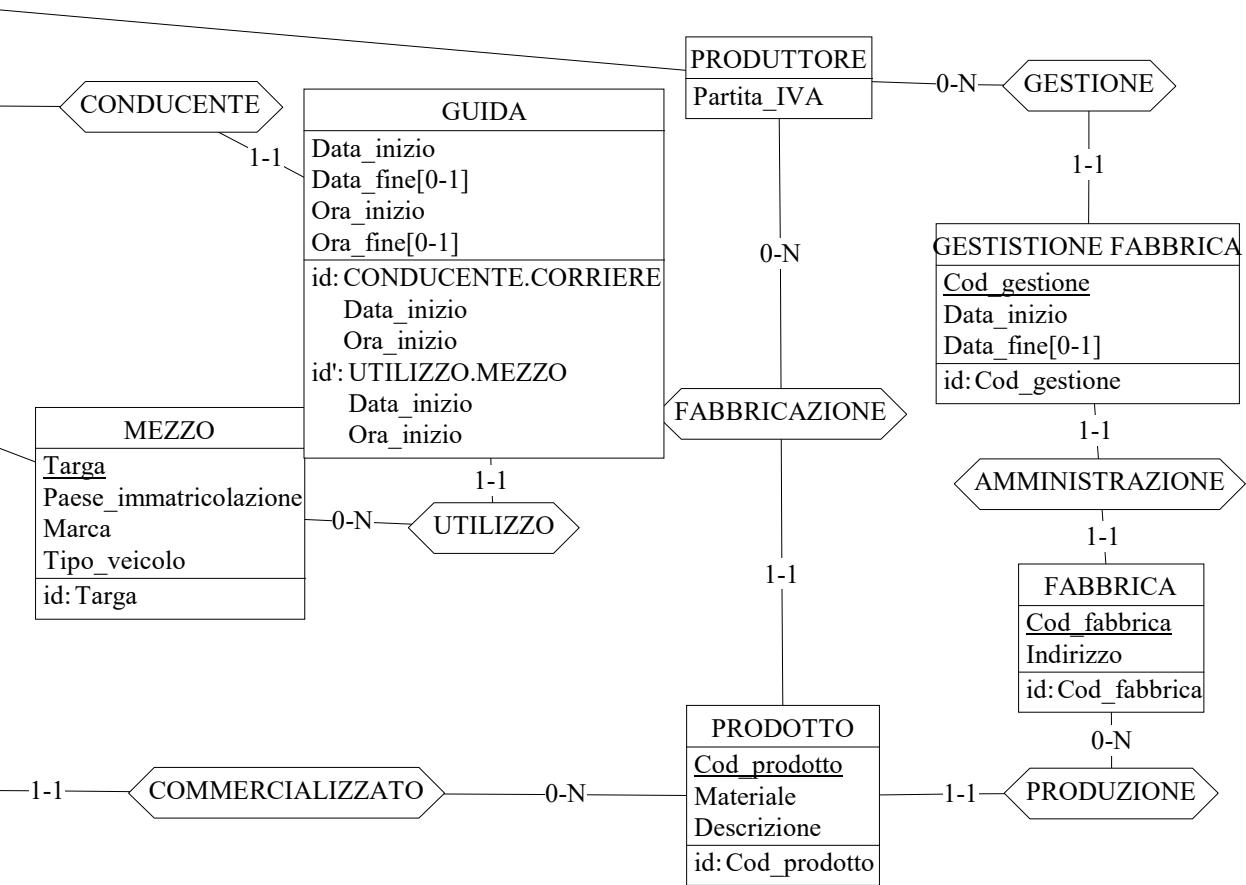 PRODUTTORE
Partita_IVA
0-N
GESTIONE
CONDUCENTE
1-1
GUIDA
Data_inizio
Data_fine[0-1]
Ora_inizio
Ora_fine[0-1]
id: CONDUCENTE.CORRIERE
Data_inizio
Ora_inizio
id': UTILIZZO.MEZZO
Data_inizio
Ora_inizio
1-1
0-N
GESTISTIONE FABBRICA
Cod_gestione
Data_inizio
Data_fine[0-1]
id: Cod_gestione
FABBRICAZIONE
1-1
MEZZO
Targa
Paese_immatricolazione
Marca
Tipo_veicolo
id: Targa
1-1
0-N
UTILIZZO
AMMINISTRAZIONE
1-1
1-1
FABBRICA
Cod_fabbrica
Indirizzo
id: Cod_fabbrica
0-N
PRODOTTO
Cod_prodotto
Materiale
Descrizione
id: Cod_prodotto
1-1
COMMERCIALIZZATO
0-N
1-1
PRODUZIONE